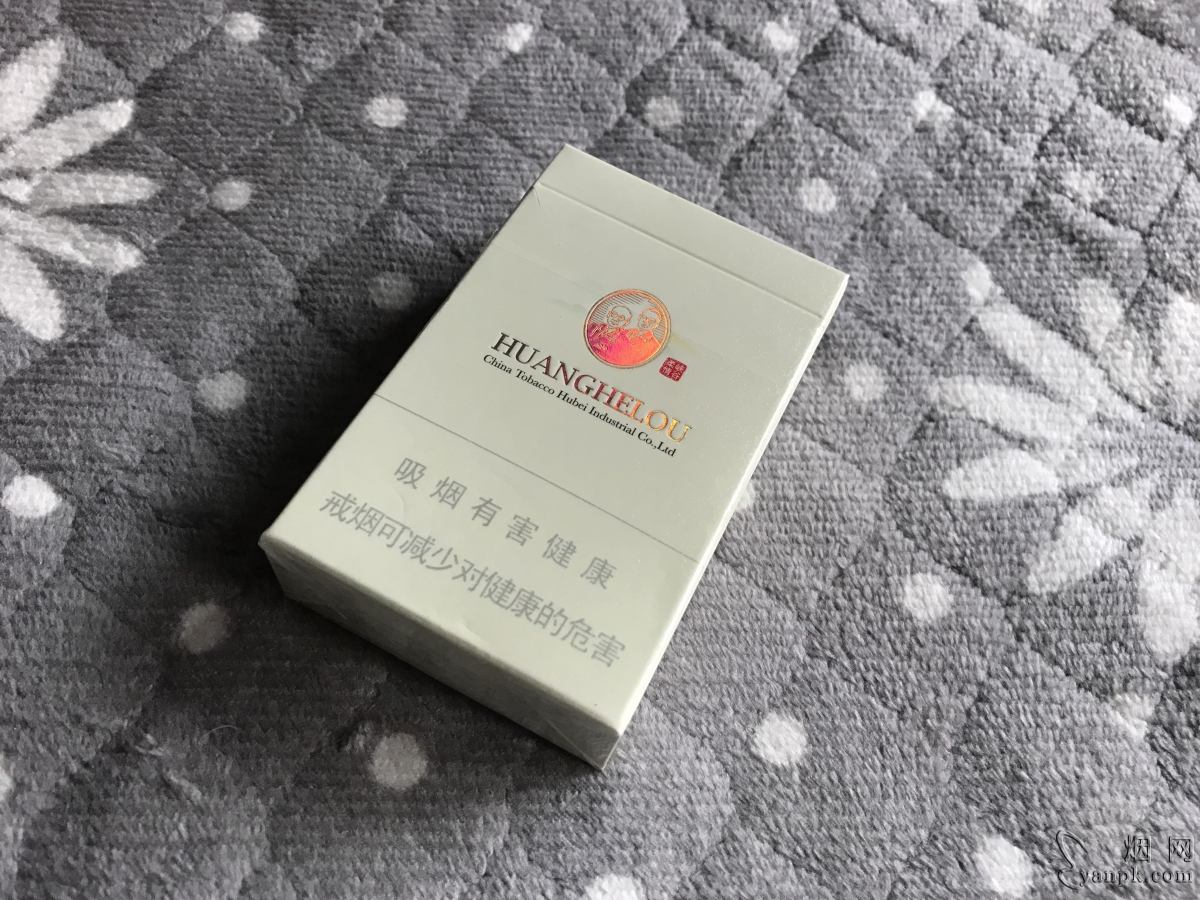 HUANGHELOU
China Tobacco Hubei Industrial Co.,Ltd
吸烟有害健康
戒烟可减少对健康的危害
烟网
yanpk.com